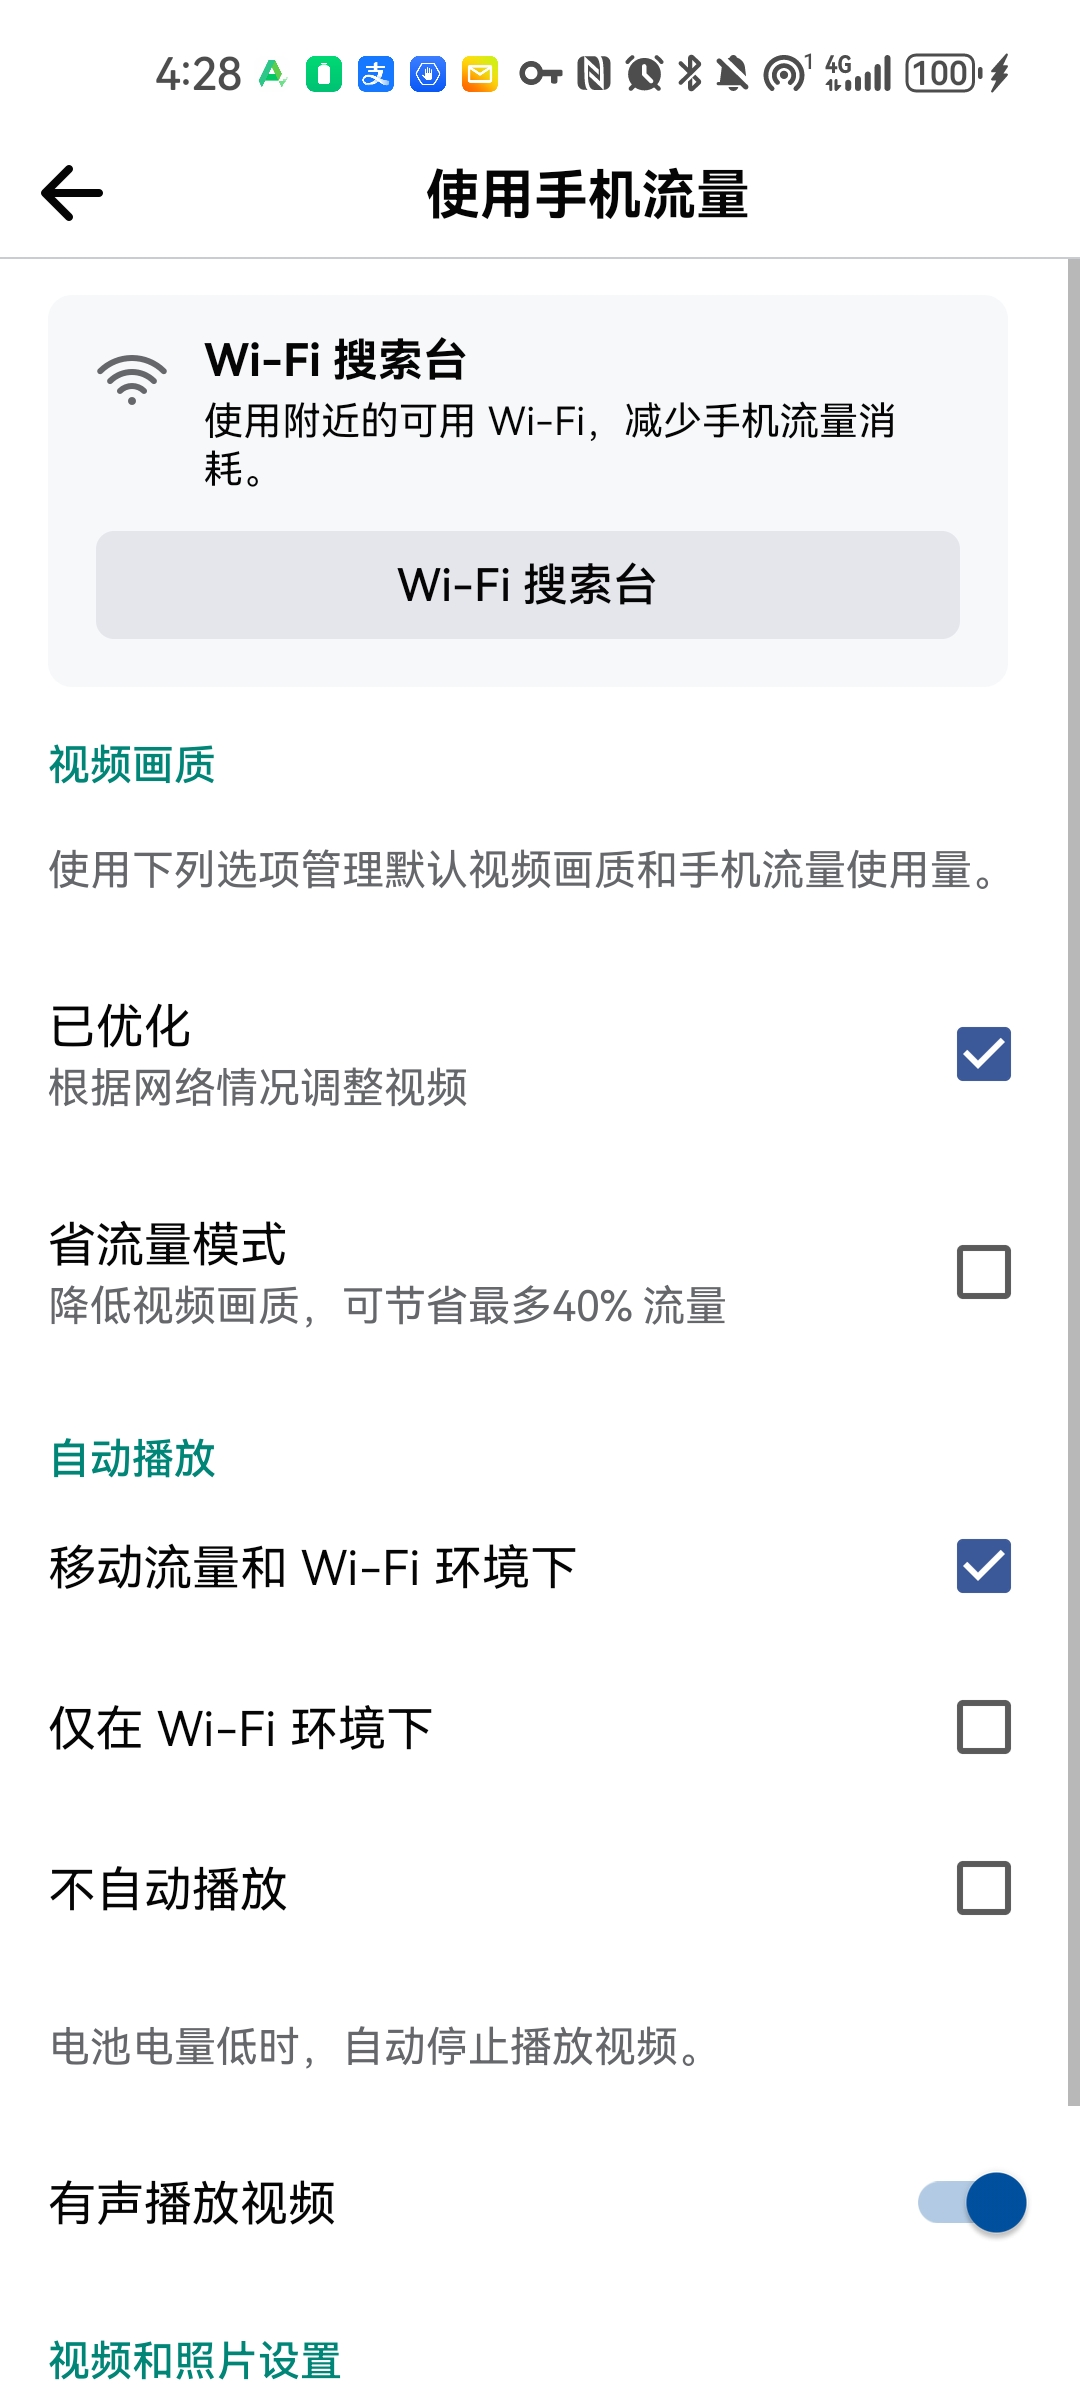 4:28
支
1
4G
100
使用手机流量
Wi-Fi 搜索台
使用附近的可用 Wi-Fi，减少手机流量消
耗。
Wi-Fi 搜索台
视频画质
使用下列选项管理默认视频画质和手机流量使用量。
已优化
根据网络情况调整视频
省流量模式
降低视频画质，可节省最多40% 流量
自动播放
移动流量和 Wi-Fi 环境下
仅在 Wi-Fi 环境下
不自动播放
电池电量低时，自动停止播放视频。
有声播放视频
视频和照片设置